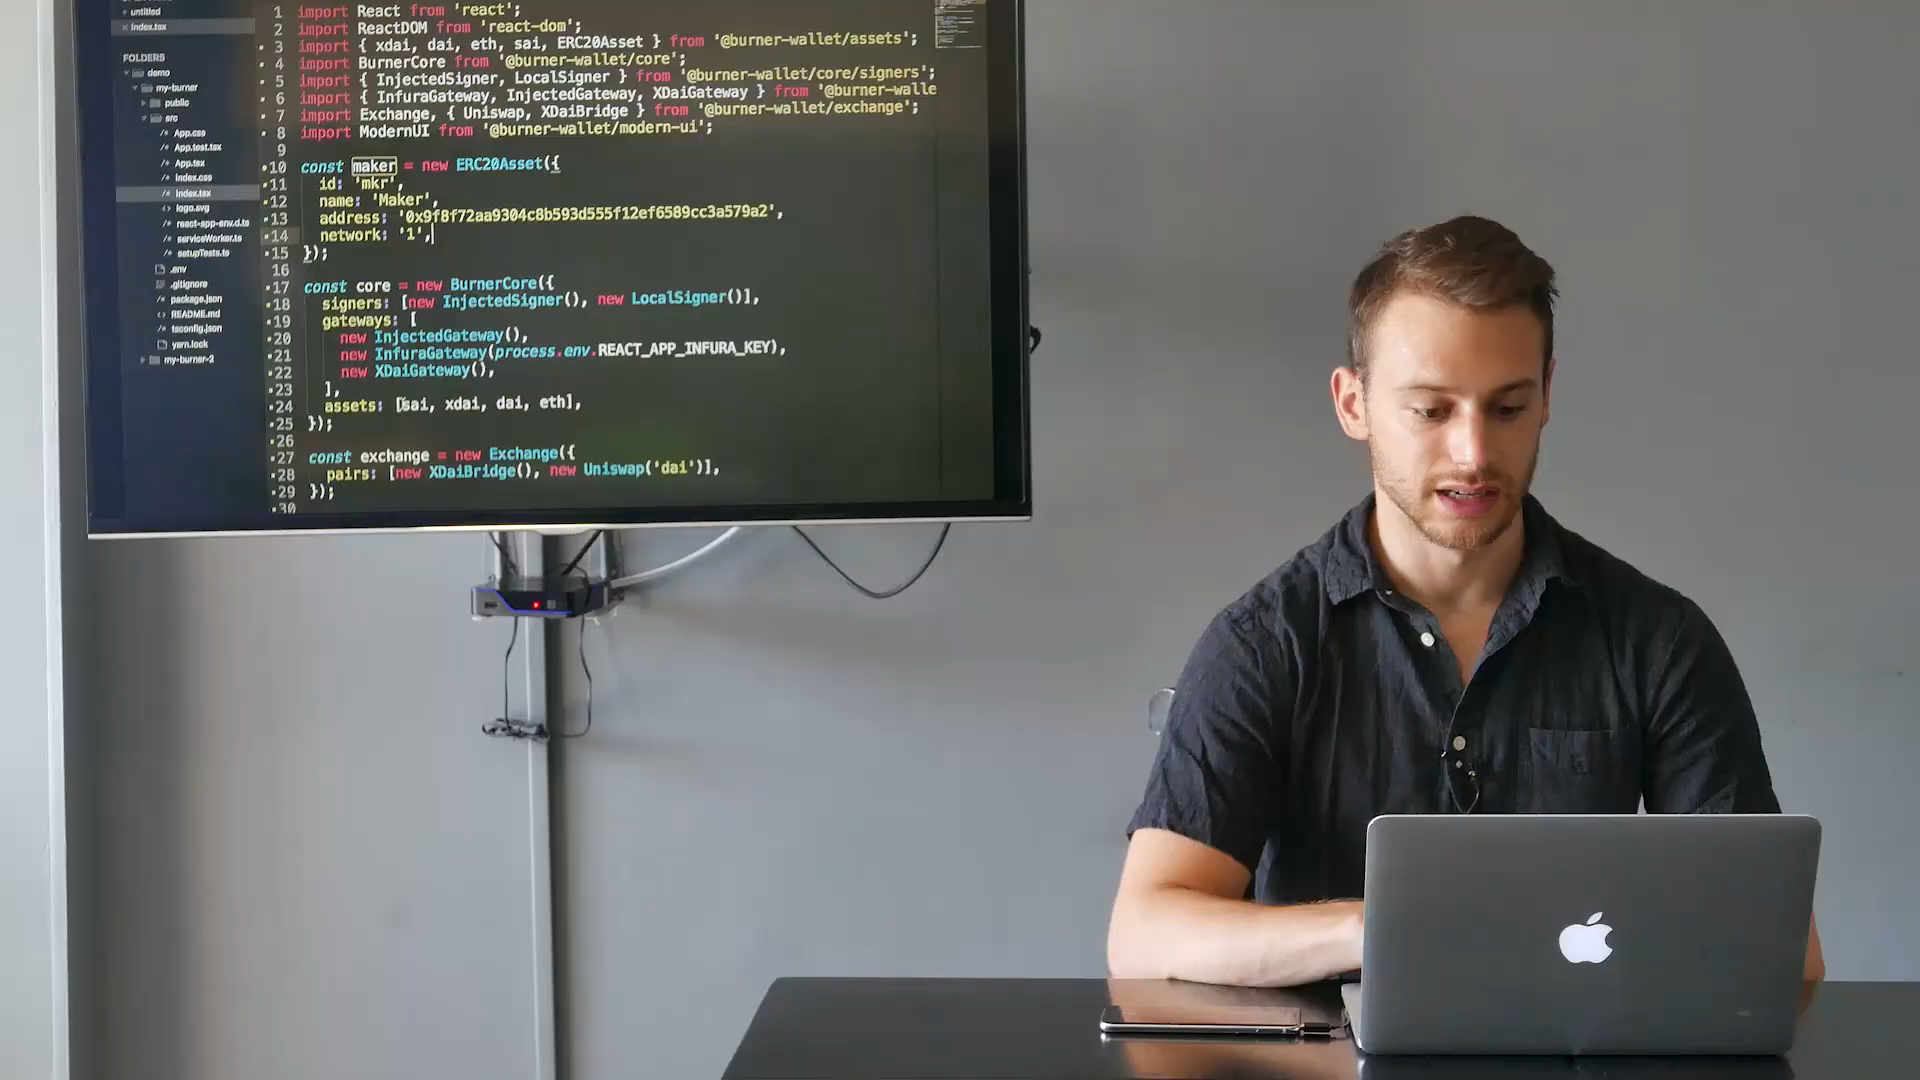 untitled
index.tsx
FOLDERS
demo
my-burner
public
src
App.css
App.test.tsx
App.tsx
index.css
index.tsx
logo.svg
react-app-env.d.ts
serviceWorker.ts
setupTests.ts
.env
.gitignore
package.json
README.md
tsconfig.json
yarn.lock
my-burner-2
1 import React from 'react';
2 import ReactDOM from 'react-dom';
3 import { xdai, dai, eth, sai, ERC20Asset } from '@burner-wallet/assets';
4 import BurnerCore from '@burner-wallet/core';
5 import { InjectedSigner, LocalSigner } from '@burner-wallet/core/signers';
6 import { InfuraGateway, InjectedGateway, XDaiGateway } from '@burner-walle
7 import Exchange, { Uniswap, XDaiBridge } from '@burner-wallet/exchange';
8 import ModernUI from '@burner-wallet/modern-ui';
9
10 const maker = new ERC20Asset({
11 id: 'mkr',
12 name: 'Maker',
13 address: '0x9f8f72aa9304c8b593d555f12ef6589cc3a579a2',
14 network: '1',
15 });
16
17 const core = new BurnerCore({
18 signers: [new InjectedSigner(), new LocalSigner()],
19 gateways: [
20 new InjectedGateway(),
21 new InfuraGateway(process.env.REACT_APP_INFURA_KEY),
22 new XDaiGateway(),
23 ],
24 assets: [sai, xdai, dai, eth],
25 });
26
27 const exchange = new Exchange({
28 pairs: [new XDaiBridge(), new Uniswap('dai')],
29 });
30